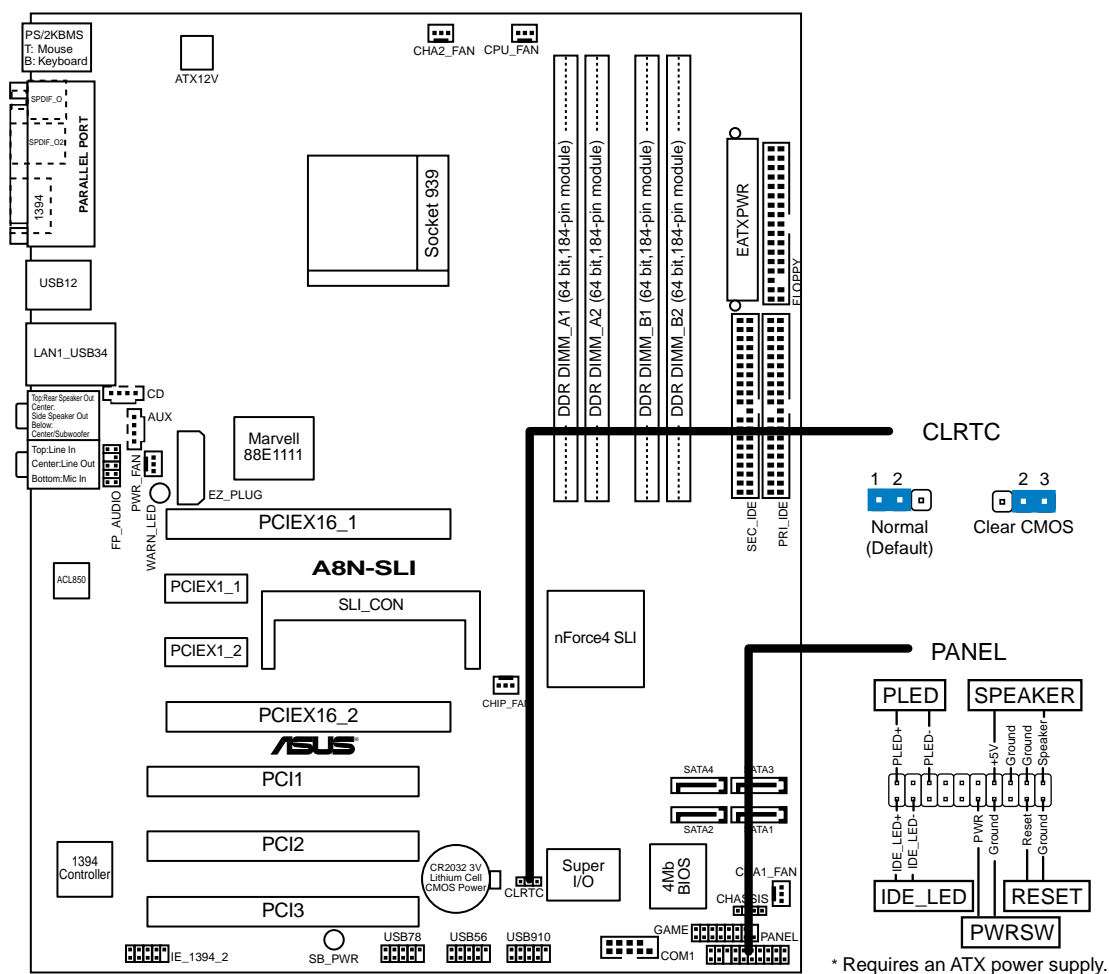 PS/2KBMS
T: Mouse
B: Keyboard
CHA2_FAN
CPU_FAN
ATX12V
SPDIF_O
SPDIF_O2
PARALLEL PORT
1394
Socket 939
DDR DIMM_A1 (64 bit,184-pin module)
DDR DIMM_A2 (64 bit,184-pin module)
DDR DIMM_B1 (64 bit,184-pin module)
DDR DIMM_B2 (64 bit,184-pin module)
EATXPWR
FLOPPY
USB12
LAN1_USB34
CD
Top:Rear Speaker Out
Center:
Side Speaker Out
Below:
Center/Subwoofer
AUX
Top:Line In
Center:Line Out
Bottom:Mic In
FP_AUDIO
PWR_FAN
WARN_LED
EZ_PLUG
Marvell
88E1111
CLRTC
1 2
Normal
(Default)
2 3
Clear CMOS
SEC_IDE
PRI_IDE
PCIEX16_1
A8N-SLI
ACL850
PCIEX1_1
SLI_CON
PCIEX1_2
nForce4 SLI
CHIP_FAN
PCIEX16_2
ASUS
PANEL
PLED
SPEAKER
PLED+
PLED-
+5V
Ground
Ground
Speaker
IDE_LED+
IDE_LED-
PWR
Ground
Reset
Ground
IDE_LED
RESET
PWRSW
* Requires an ATX power supply.
PCI1
SATA4
SATA3
SATA2
SATA1
PCI2
1394
Controller
CR2032 3V
Lithium Cell
CMOS Power
CLRTC
Super
I/O
4Mb
BIOS
CHA1_FAN
CHASSIS
PCI3
GAME
PANEL
IE_1394_2
SB_PWR
USB78
USB56
USB910
COM1